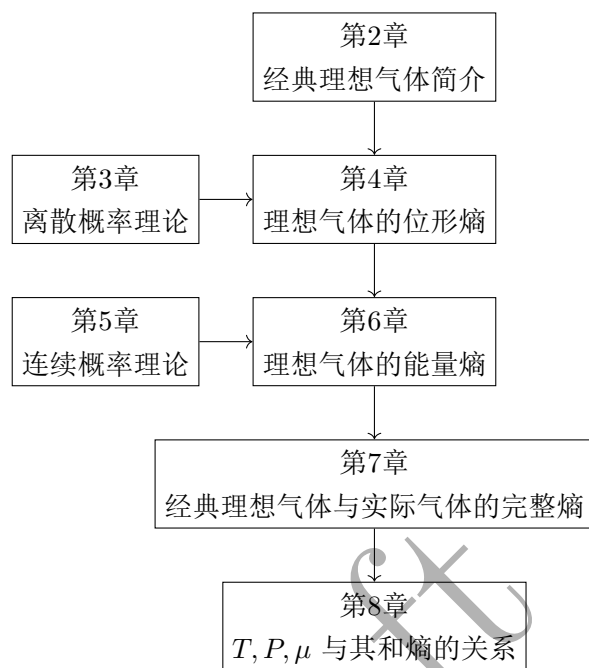 第2章
经典理想气体简介
第3章
离散概率理论
第4章
理想气体的位形熵
第5章
连续概率理论
第6章
理想气体的能量熵
第7章
经典理想气体与实际气体的完整熵
第8章
T, P, μ 与其和熵的关系
ft